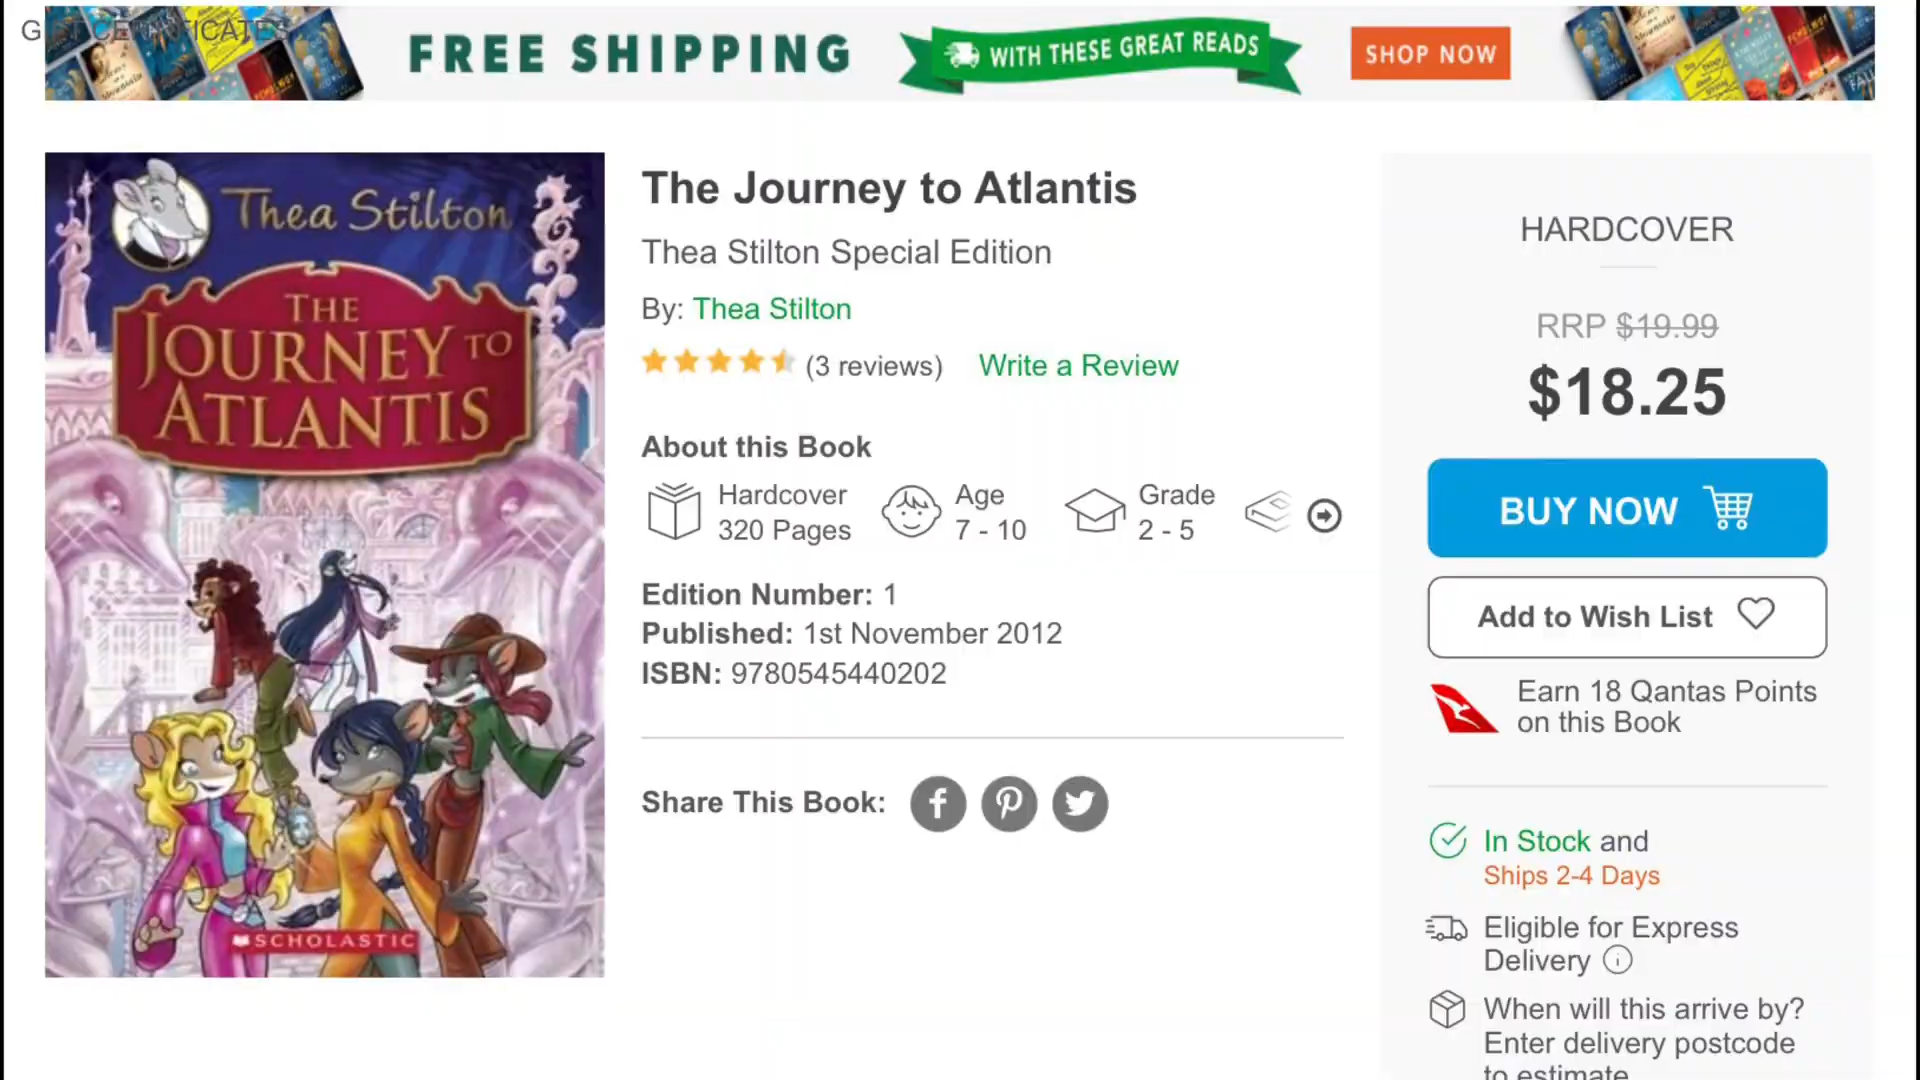 GIFT CERTIFICATES
FREE SHIPPING
WITH THESE GREAT READS
SHOP NOW
Thea Stilton
THE
JOURNEY TO
ATLANTIS
SCHOLASTIC
The Journey to Atlantis
Thea Stilton Special Edition
By: Thea Stilton
(3 reviews) Write a Review
About this Book
Hardcover
320 Pages
Age
7 - 10
Grade
2 - 5
Edition Number: 1
Published: 1st November 2012
ISBN: 9780545440202
Share This Book:
HARDCOVER
RRP $19.99
$18.25
BUY NOW
Add to Wish List
Earn 18 Qantas Points
on this Book
In Stock and
Ships 2-4 Days
Eligible for Express
Delivery
When will this arrive by?
Enter delivery postcode
to estimate